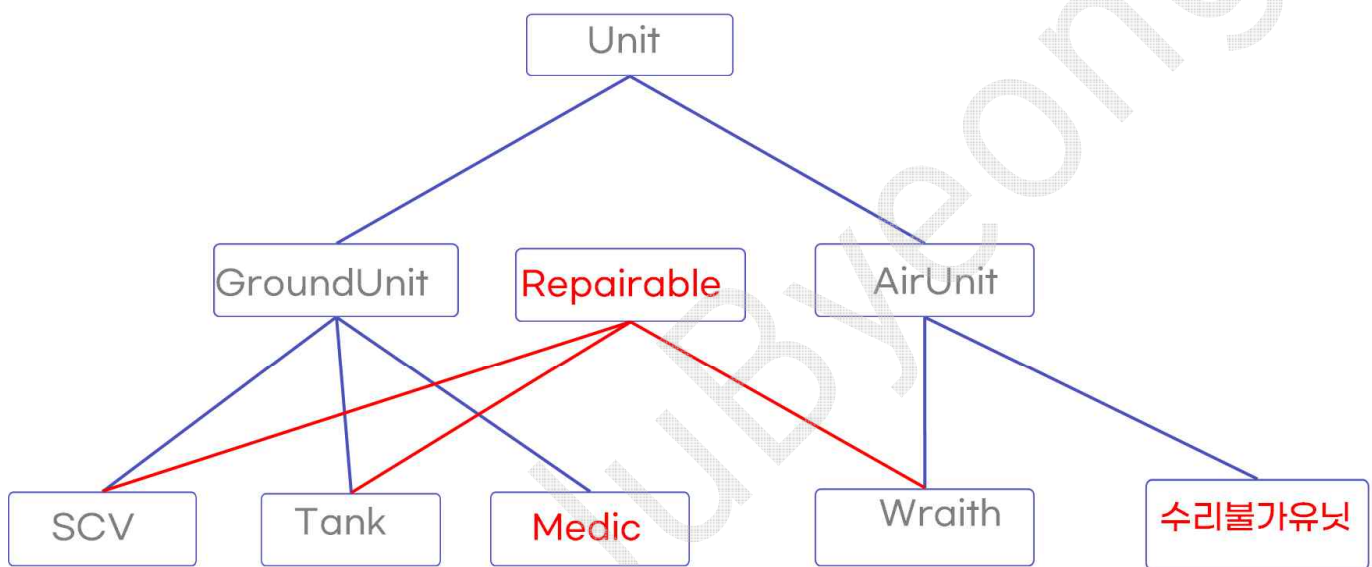 Unit
GroundUnit
Repairable
AirUnit
SCV
Tank
Medic
Wraith
수리불가유닛